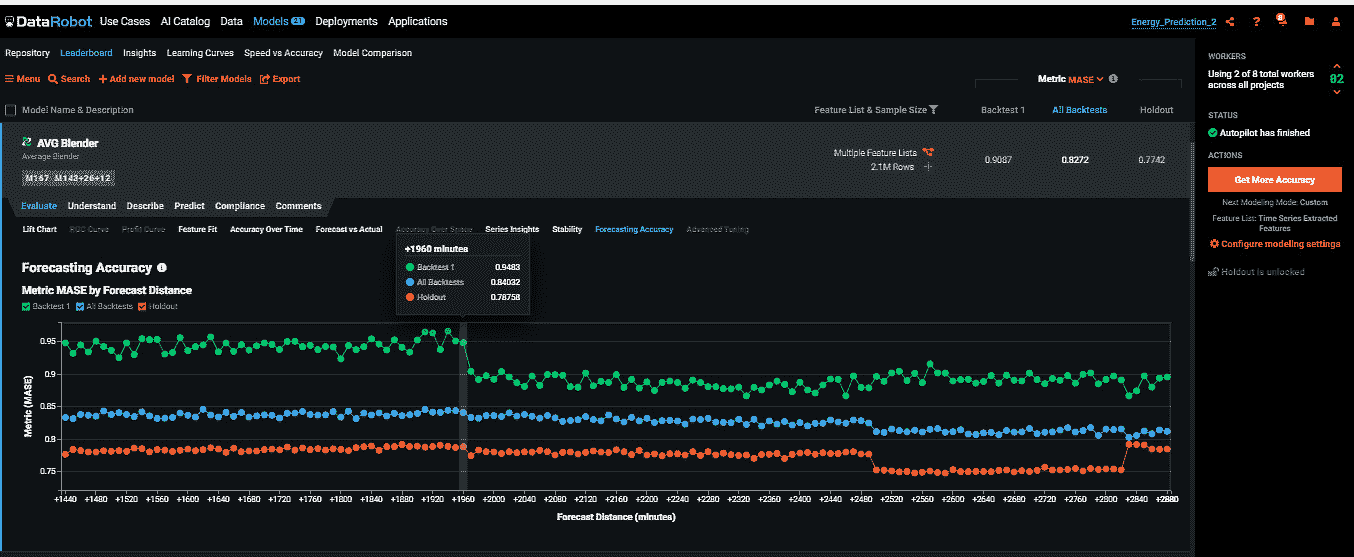 DataRobot Use Cases AI Catalog Data Models 21 Deployments Applications Energy_Prediction_2 ?
Repository Leaderboard Insights Learning Curves Speed vs Accuracy Model Comparison
Menu Search Add new model Filter Models Export
Metric MASE
Model Name & Description Feature List & Sample Size Backtest 1 All Backtests Holdout
AVG Blender
Average Blender
M167 M143+26+12
Multiple Feature Lists
2.1M Rows
0.9087 0.8272 0.7742
Evaluate Understand Describe Predict Compliance Comments
Lift Chart ROC Curve Profit Curve Feature Fit Accuracy Over Time Forecast vs Actual Accuracy Over Space Series Insights Stability Forecasting Accuracy Advanced Tuning
+1960 minutes
Backtest 1 0.9483
All Backtests 0.84032
Holdout 0.78758
Forecasting Accuracy
Metric MASE by Forecast Distance
Backtest 1 All Backtests Holdout
Metric (MASE)
0.95
0.9
0.85
0.8
0.75
+1440 +1480 +1520 +1560 +1600 +1640 +1680 +1720 +1760 +1800 +1840 +1880 +1920 +1960 +2000 +2040 +2080 +2120 +2160 +2200 +2240 +2280 +2320 +2360 +2400 +2440 +2480 +2520 +2560 +2600 +2640 +2680 +2720 +2760 +2800 +2840 +2880
Forecast Distance (minutes)
WORKERS
Using 2 of 8 total workers
across all projects
02
STATUS
Autopilot has finished
ACTIONS
Get More Accuracy
Next Modeling Mode: Custom
Feature List: Time Series Extracted
Features
Configure modeling settings
Holdout is unlocked